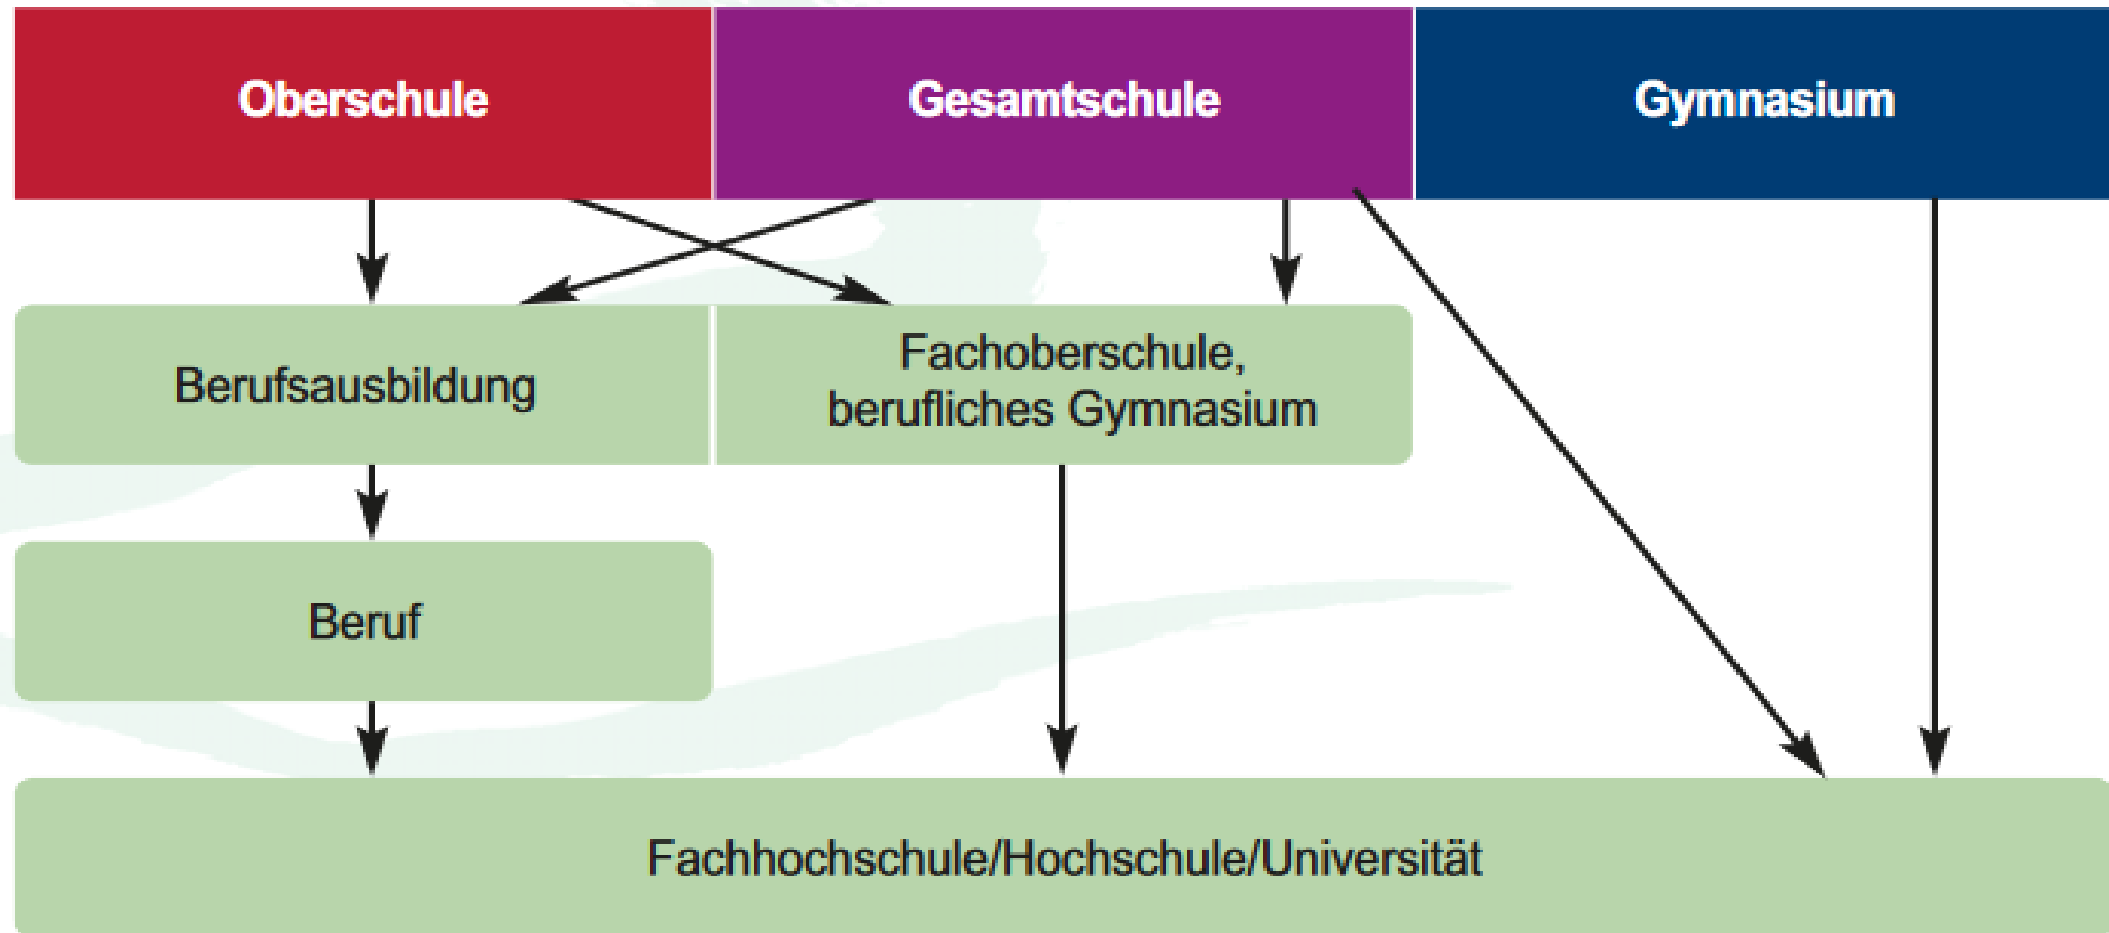 Oberschule
Gesamtschule
Gymnasium
Berufsausbildung
Fachoberschule,
berufliches Gymnasium
Beruf
Fachhochschule/Hochschule/Universität